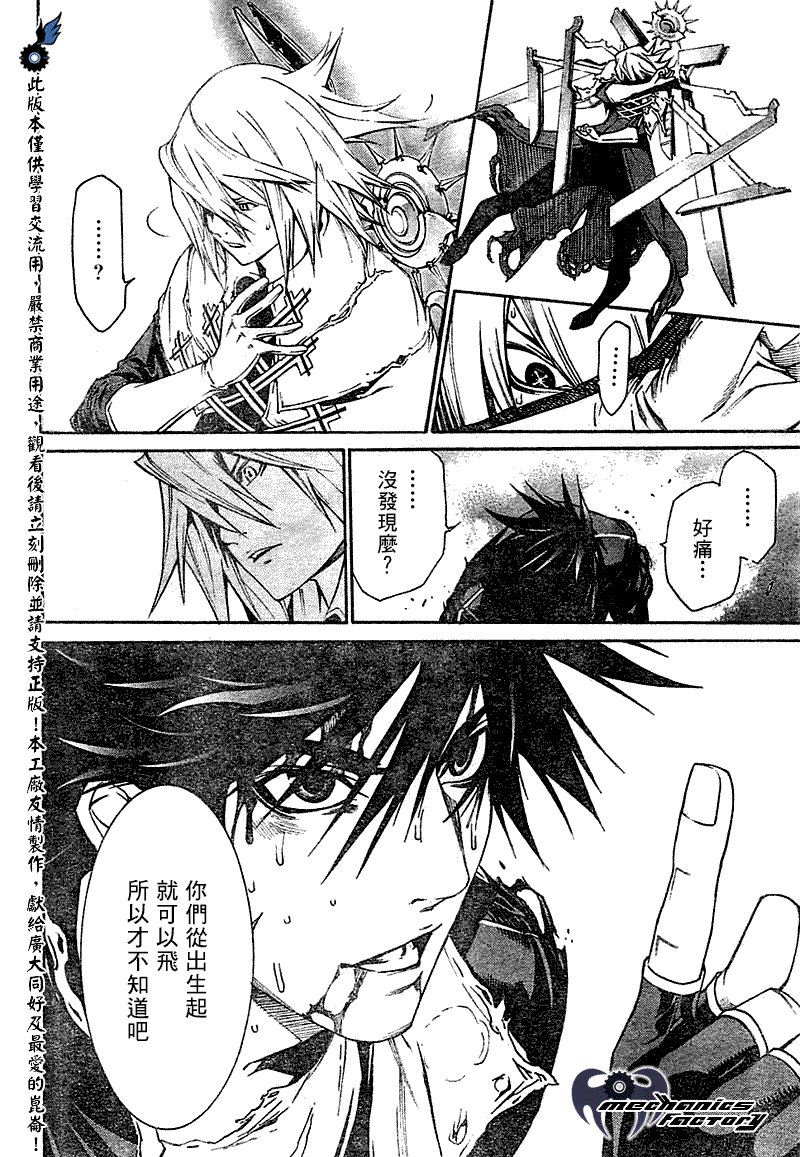 ……
……?
……
好痛…
……
沒發現麼?
你們從出生起
就可以飛
所以才不知道吧
此版本僅供學習交流用,嚴禁商業用途,觀看後請立刻刪除並請支持正版!本工廠友情製作,獻給廣大同好及最愛的崑崙!
mechanics
factory